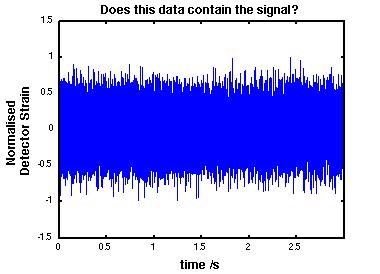 Does this data contain the signal?
1.5
1
0.5
0
-0.5
-1
-1.5
Normalised
Detector Strain
0 0.5 1 1.5 2 2.5
time /s